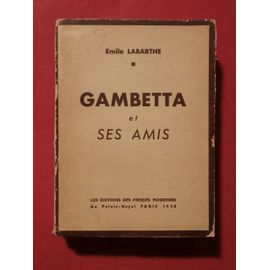 Emile LABARTHE
GAMBETTA
et
SES AMIS
LES ÉDITIONS DES PRESSES MODERNES
Au Palais-Royal PARIS 1938